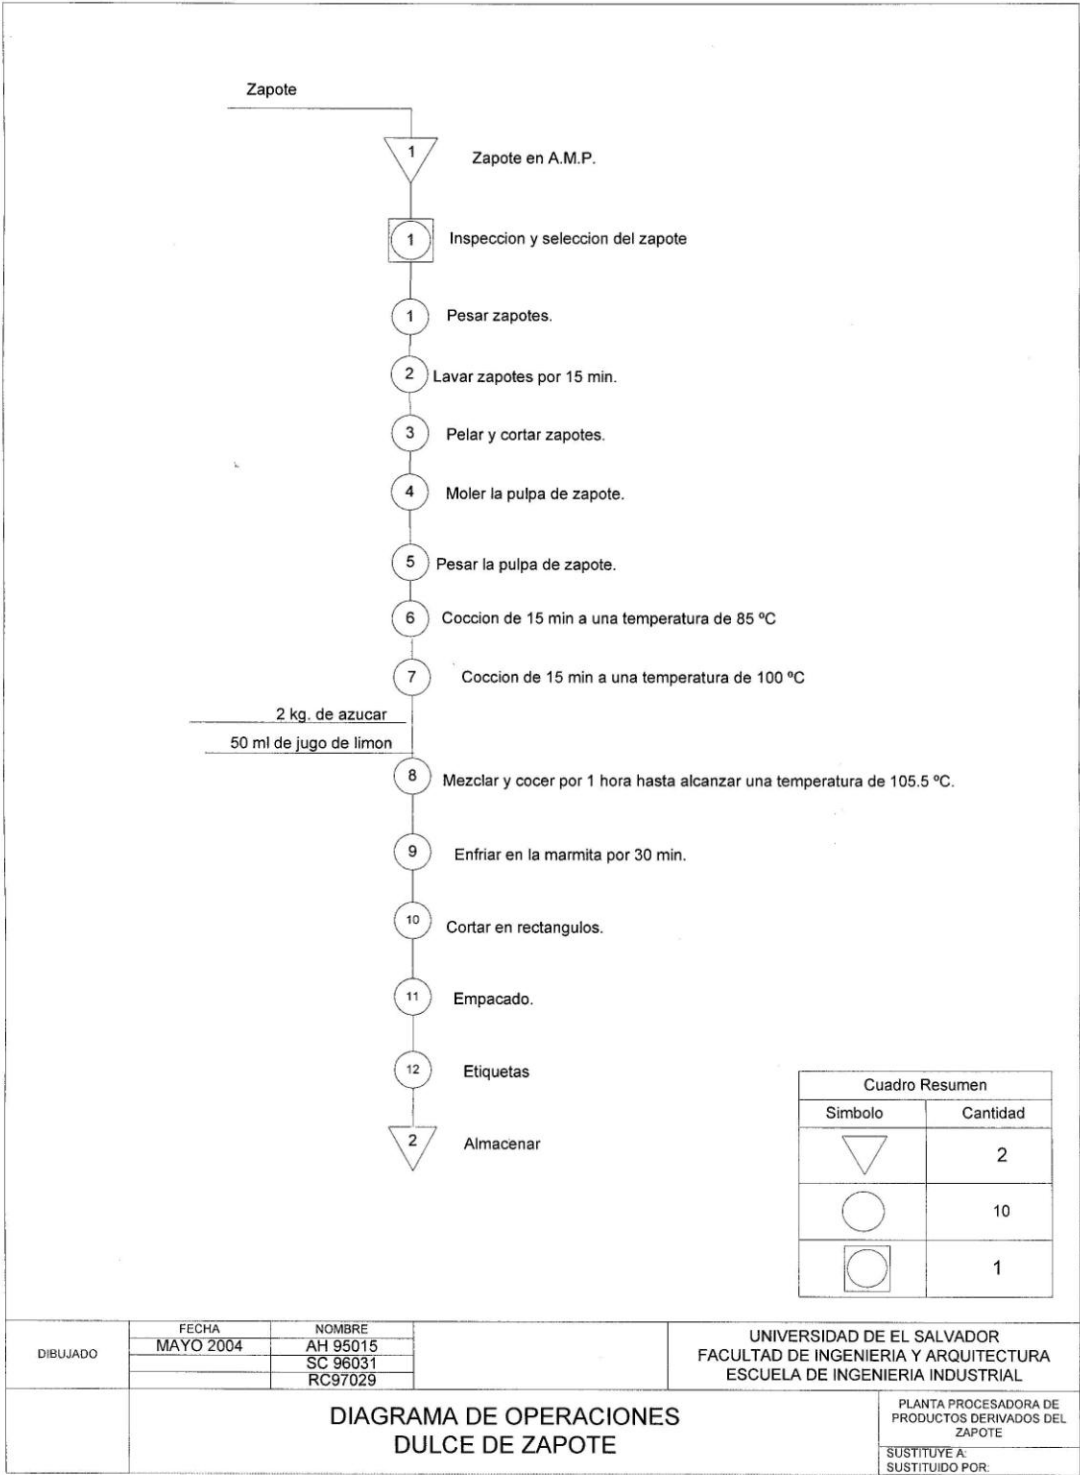 Zapote
1
Zapote en A.M.P.
1
Inspeccion y seleccion del zapote
1
Pesar zapotes.
2
Lavar zapotes por 15 min.
3
Pelar y cortar zapotes.
4
Moler la pulpa de zapote.
5
Pesar la pulpa de zapote.
6
Coccion de 15 min a una temperatura de 85 ºC
7
Coccion de 15 min a una temperatura de 100 ºC
2 kg. de azucar
50 ml de jugo de limon
8
Mezclar y cocer por 1 hora hasta alcanzar una temperatura de 105.5 ºC.
9
Enfriar en la marmita por 30 min.
10
Cortar en rectangulos.
11
Empacado.
12
Etiquetas
2
Almacenar
Cuadro Resumen
Simbolo Cantidad
2
10
1
DIBUJADO
FECHA NOMBRE
MAYO 2004 AH 95015
SC 96031
RC97029
UNIVERSIDAD DE EL SALVADOR
FACULTAD DE INGENIERIA Y ARQUITECTURA
ESCUELA DE INGENIERIA INDUSTRIAL
DIAGRAMA DE OPERACIONES
DULCE DE ZAPOTE
PLANTA PROCESADORA DE
PRODUCTOS DERIVADOS DEL
ZAPOTE
SUSTITUYE A:
SUSTITUIDO POR: